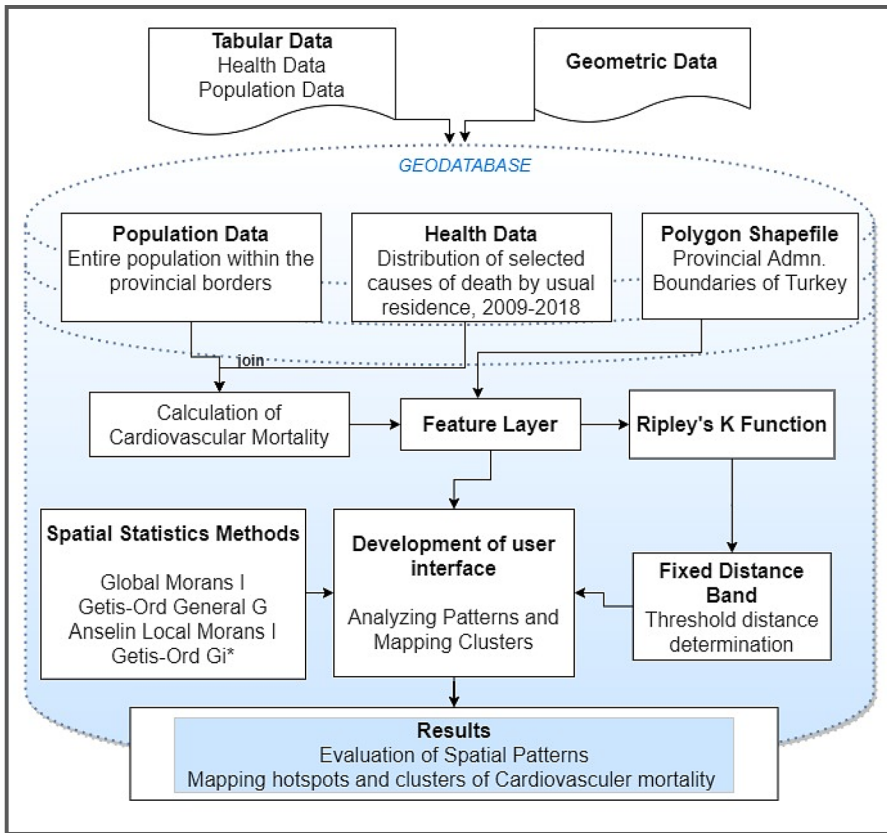 Tabular Data
Health Data
Population Data
Geometric Data
GEODATABASE
Population Data
Entire population within the
provincial borders
Health Data
Distribution of selected
causes of death by usual
residence, 2009-2018
Polygon Shapefile
Provincial Admn.
Boundaries of Turkey
join
Calculation of
Cardiovascular Mortality
Feature Layer
Ripley's K Function
Spatial Statistics Methods
Global Morans I
Getis-Ord General G
Anselin Local Morans I
Getis-Ord Gi*
Development of user
interface
Analyzing Patterns and
Mapping Clusters
Fixed Distance
Band
Threshold distance
determination
Results
Evaluation of Spatial Patterns
Mapping hotspots and clusters of Cardiovasculer mortality